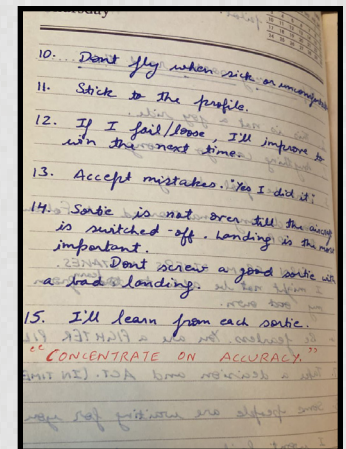 10. Dont fly when sick or uncomfortable
11. Stick to the profile.
12. If I fail/loose, I'll improve to
win the next time.
13. Accept mistakes. "Yes I did it"
14. Sortie is not over till the aircraft
is switched-off. Landing is the most
important.
Dont screw a good sortie with
a bad landing.
15. I'll learn from each sortie.
"CONCENTRATE ON ACCURACY."